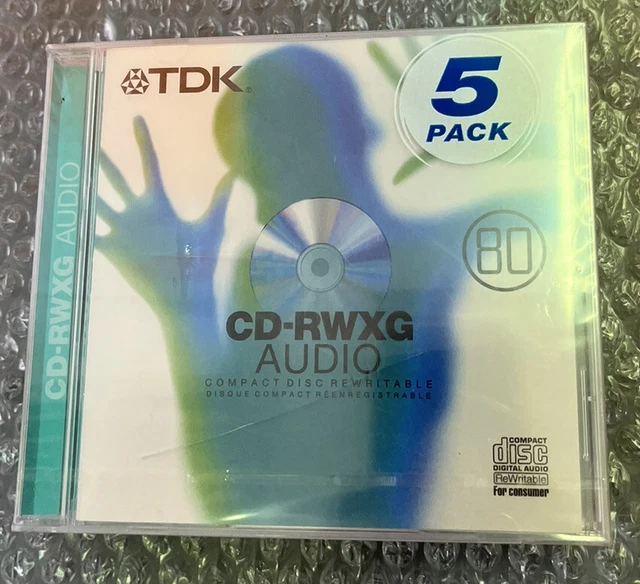 TDK
5
PACK
CD-RWXG AUDIO
80
CD-RWXG
AUDIO
COMPACT DISC REWRITABLE
DISQUE COMPACT RÉENREGISTRABLE
COMPACT
disc
DIGITAL AUDIO
ReWritable
For consumer